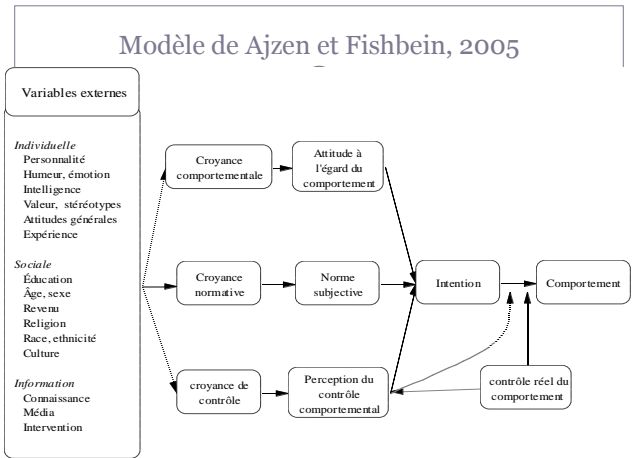 Modèle de Ajzen et Fishbein, 2005
Variables externes
Individuelle
Personnalité
Humeur, émotion
Intelligence
Valeur, stéréotypes
Attitudes générales
Expérience
Sociale
Éducation
Âge, sexe
Revenu
Religion
Race, ethnicité
Culture
Information
Connaissance
Média
Intervention
Croyance
comportementale
Attitude à
l'égard du
comportement
Croyance
normative
Norme
subjective
Intention
Comportement
croyance de
contrôle
Perception du
contrôle
comportemental
contrôle réel du
comportement